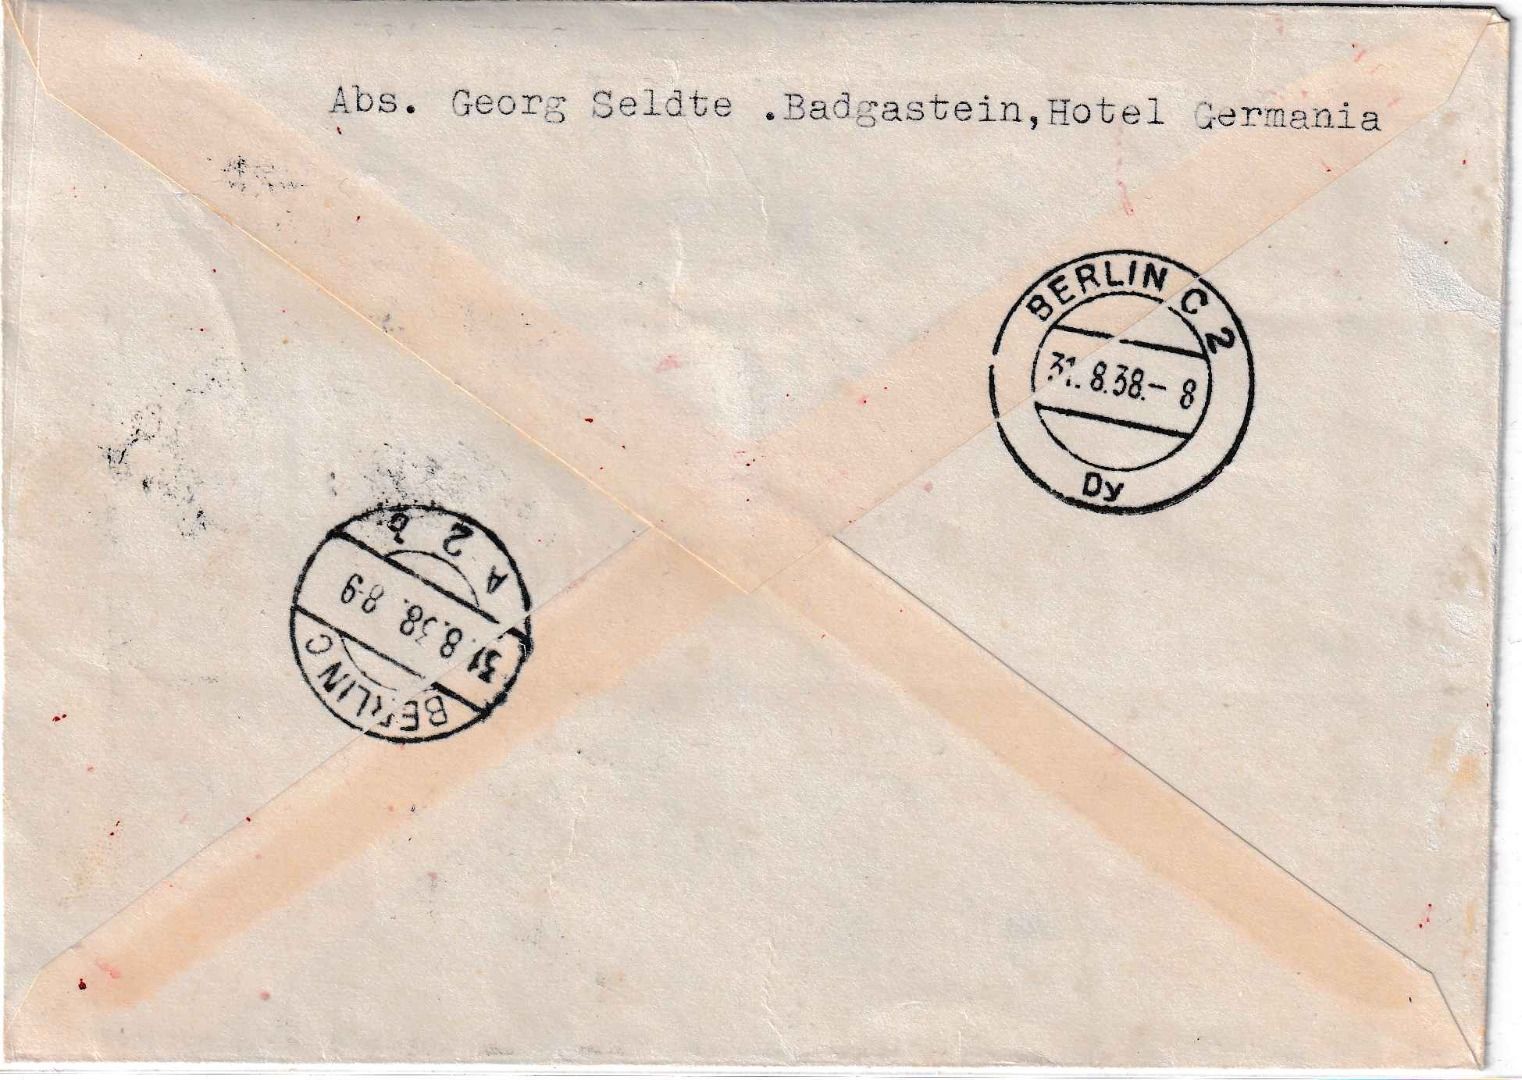 Abs. Georg Seldte .Badgastein,Hotel Germania
BERLIN C 2
31.8.38.- 8
Dy
BERLIN C
31.8.38. 8-9
A 2 b